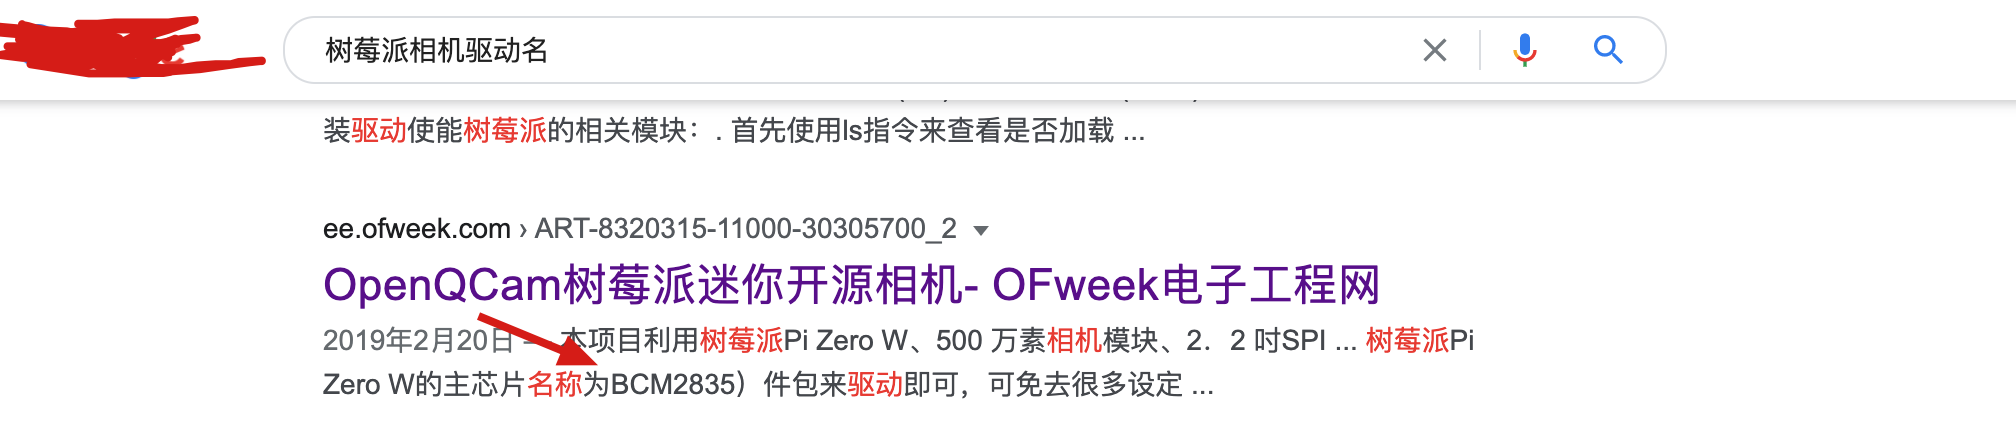 树莓派相机驱动名
装驱动使能树莓派的相关模块：. 首先使用ls指令来查看是否加载 ...
ee.ofweek.com › ART-8320315-11000-30305700_2
OpenQCam树莓派迷你开源相机- OFweek电子工程网
2019年2月20日 — 本项目利用树莓派Pi Zero W、500 万素相机模块、2．2 吋SPI ... 树莓派Pi
Zero W的主芯片名称为BCM2835）件包来驱动即可，可免去很多设定 ...